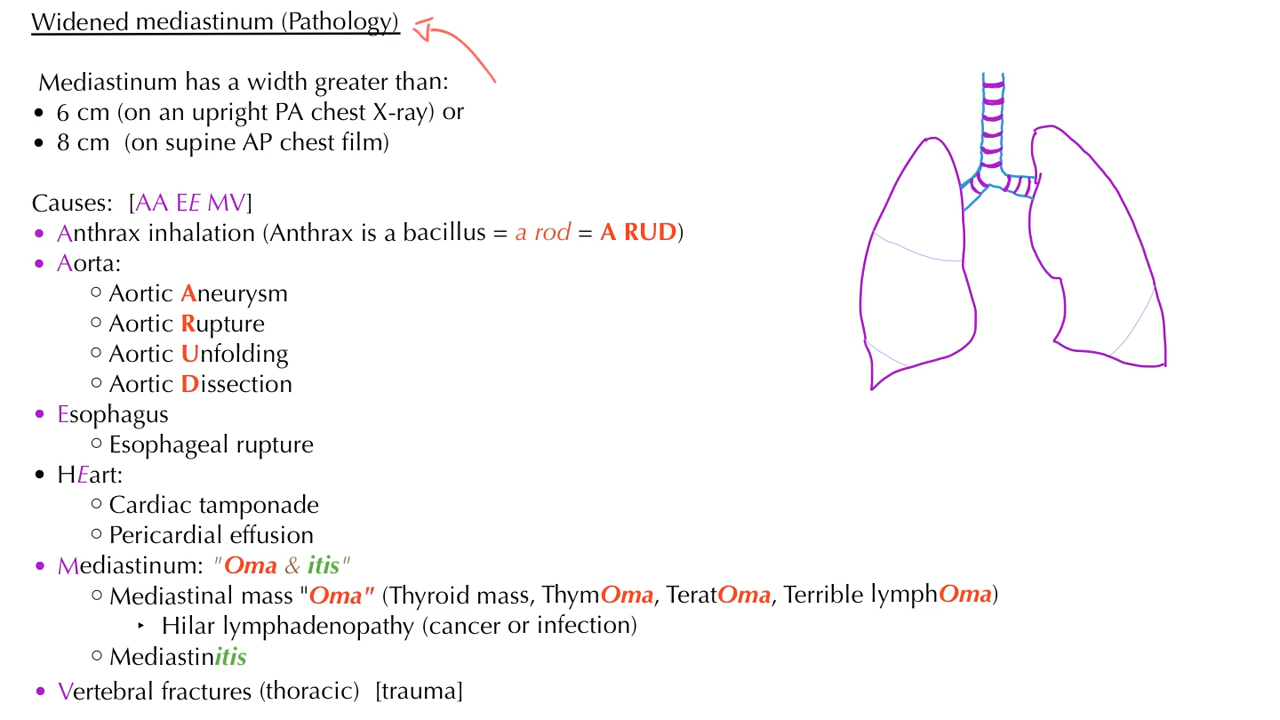 Widened mediastinum (Pathology)
Mediastinum has a width greater than:
• 6 cm (on an upright PA chest X-ray) or
• 8 cm (on supine AP chest film)
Causes: [AA EE MV]
• Anthrax inhalation (Anthrax is a bacillus = a rod = A RUD)
• Aorta:
○ Aortic Aneurysm
○ Aortic Rupture
○ Aortic Unfolding
○ Aortic Dissection
• Esophagus
○ Esophageal rupture
• HEart:
○ Cardiac tamponade
○ Pericardial effusion
• Mediastinum: "Oma & itis"
○ Mediastinal mass "Oma" (Thyroid mass, ThymOma, TeratOma, Terrible lymphOma)
‣ Hilar lymphadenopathy (cancer or infection)
○ Mediastinitis
• Vertebral fractures (thoracic) [trauma]